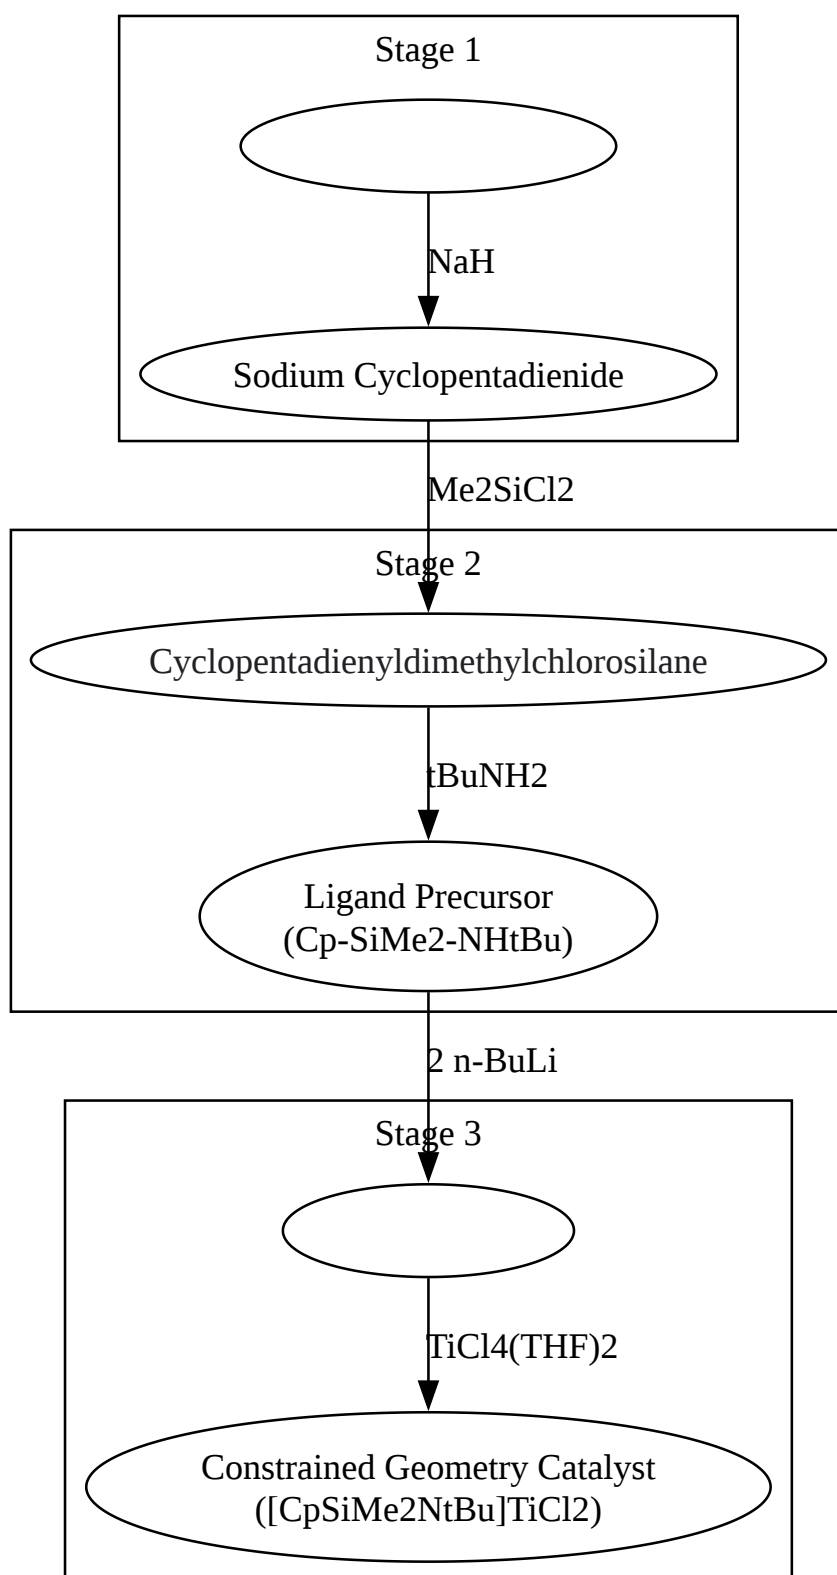 Stage 1
NaH
Sodium Cyclopentadienide
Me2SiCl2
Stage 2
Cyclopentadienyldimethylchlorosilane
tBuNH2
Ligand Precursor
(Cp-SiMe2-NHtBu)
2 n-BuLi
Stage 3
TiCl4(THF)2
Constrained Geometry Catalyst
([CpSiMe2NtBu]TiCl2)